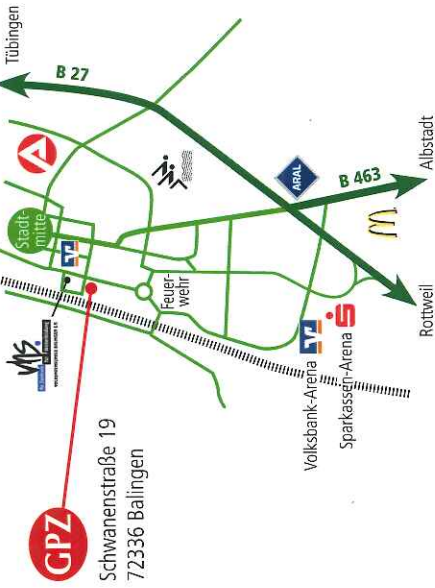 Tübingen
B 27
Stadt-
mitte
VHS
GPZ
Schwanenstraße 19
72336 Balingen
Feuer-
wehr
ARAL
B 463
Albstadt
Volksbank-Arena
Sparkassen-Arena
Rottweil